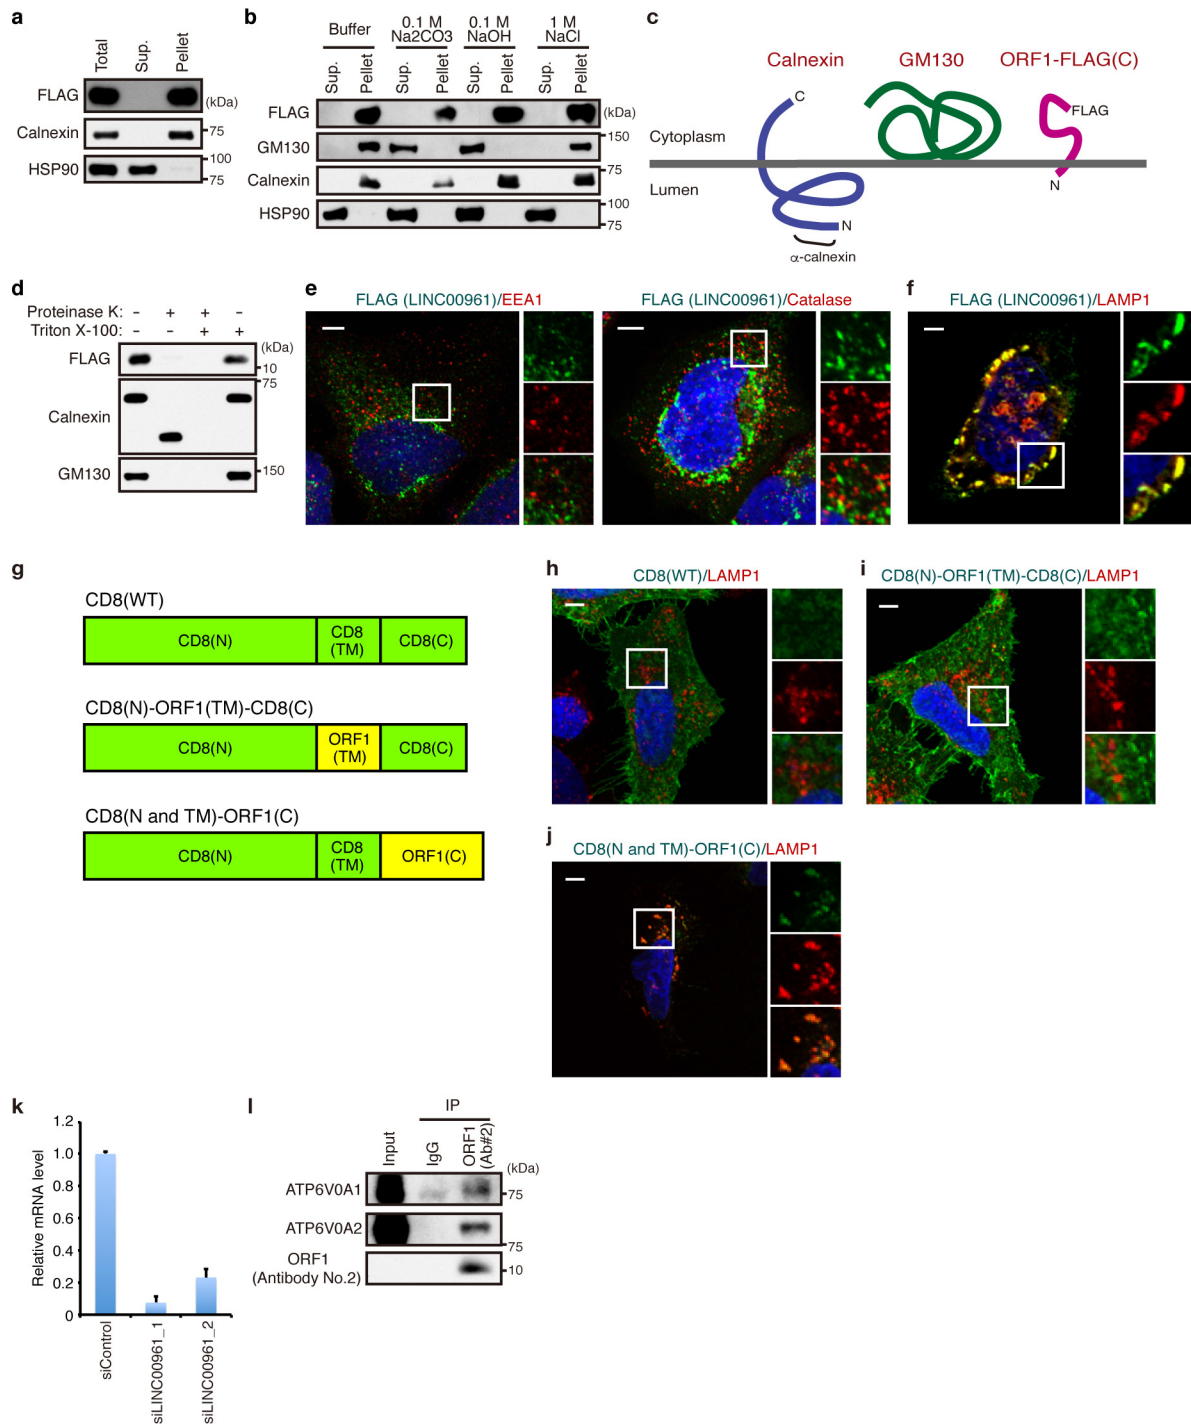 a
Total
Sup.
Pellet
FLAG
(kDa)
Calnexin
75
HSP90
100
75
b
Buffer
0.1 M
Na2CO3
0.1 M
NaOH
1 M
NaCl
Sup.
Pellet
Sup.
Pellet
Sup.
Pellet
Sup.
Pellet
FLAG
(kDa)
GM130
150
Calnexin
75
HSP90
100
75
c
Calnexin
GM130
ORF1-FLAG(C)
C
FLAG
Cytoplasm
Lumen
N
N
α-calnexin
d
Proteinase K: – + + –
Triton X-100: – – + +
(kDa)
FLAG
10
75
Calnexin
GM130
150
e
FLAG (LINC00961)/EEA1
FLAG (LINC00961)/Catalase
f
FLAG (LINC00961)/LAMP1
g
CD8(WT)
CD8(N)
CD8
(TM)
CD8(C)
CD8(N)-ORF1(TM)-CD8(C)
CD8(N)
ORF1
(TM)
CD8(C)
CD8(N and TM)-ORF1(C)
CD8(N)
CD8
(TM)
ORF1(C)
h
CD8(WT)/LAMP1
i
CD8(N)-ORF1(TM)-CD8(C)/LAMP1
j
CD8(N and TM)-ORF1(C)/LAMP1
k
Relative mRNA level
1.2
1.0
0.8
0.6
0.4
0.2
0
siControl
siLINC00961_1
siLINC00961_2
l
IP
Input
IgG
ORF1
(Ab#2)
(kDa)
ATP6V0A1
75
ATP6V0A2
75
ORF1
(Antibody No.2)
10